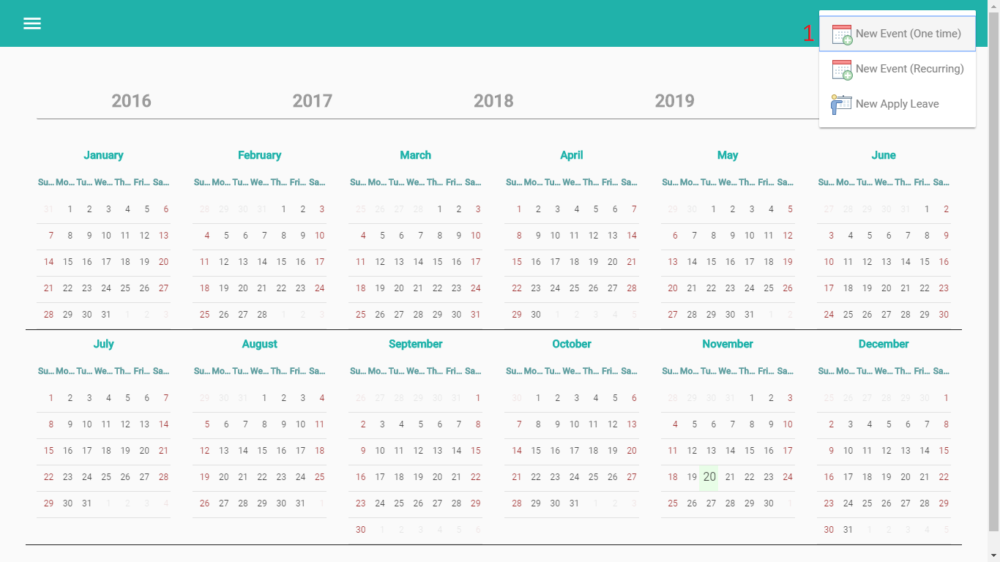 1 New Event (One time)
New Event (Recurring)
New Apply Leave
2016 2017 2018 2019
January February March April May June
Su... Mo... Tu... We... Th... Fri... Sa... Su... Mo... Tu... We... Th... Fri... Sa... Su... Mo... Tu... We... Th... Fri... Sa... Su... Mo... Tu... We... Th... Fri... Sa... Su... Mo... Tu... We... Th... Fri... Sa... Su... Mo... Tu... We... Th... Fri... Sa...
31 1 2 3 4 5 6 28 29 30 31 1 2 3 25 26 27 28 1 2 3 1 2 3 4 5 6 7 29 30 1 2 3 4 5 27 28 29 30 31 1 2
7 8 9 10 11 12 13 4 5 6 7 8 9 10 4 5 6 7 8 9 10 8 9 10 11 12 13 14 6 7 8 9 10 11 12 3 4 5 6 7 8 9
14 15 16 17 18 19 20 11 12 13 14 15 16 17 11 12 13 14 15 16 17 15 16 17 18 19 20 21 13 14 15 16 17 18 19 10 11 12 13 14 15 16
21 22 23 24 25 26 27 18 19 20 21 22 23 24 18 19 20 21 22 23 24 22 23 24 25 26 27 28 20 21 22 23 24 25 26 17 18 19 20 21 22 23
28 29 30 31 1 2 3 25 26 27 28 1 2 3 25 26 27 28 29 30 31 29 30 1 2 3 4 5 27 28 29 30 31 1 2 24 25 26 27 28 29 30
July August September October November December
Su... Mo... Tu... We... Th... Fri... Sa... Su... Mo... Tu... We... Th... Fri... Sa... Su... Mo... Tu... We... Th... Fri... Sa... Su... Mo... Tu... We... Th... Fri... Sa... Su... Mo... Tu... We... Th... Fri... Sa... Su... Mo... Tu... We... Th... Fri... Sa...
1 2 3 4 5 6 7 29 30 31 1 2 3 4 26 27 28 29 30 31 1 30 1 2 3 4 5 6 28 29 30 31 1 2 3 25 26 27 28 29 30 1
8 9 10 11 12 13 14 5 6 7 8 9 10 11 2 3 4 5 6 7 8 7 8 9 10 11 12 13 4 5 6 7 8 9 10 2 3 4 5 6 7 8
15 16 17 18 19 20 21 12 13 14 15 16 17 18 9 10 11 12 13 14 15 14 15 16 17 18 19 20 11 12 13 14 15 16 17 9 10 11 12 13 14 15
22 23 24 25 26 27 28 19 20 21 22 23 24 25 16 17 18 19 20 21 22 21 22 23 24 25 26 27 18 19 20 21 22 23 24 16 17 18 19 20 21 22
29 30 31 1 2 3 4 26 27 28 29 30 31 1 23 24 25 26 27 28 29 28 29 30 31 1 2 3 25 26 27 28 29 30 1 23 24 25 26 27 28 29
30 1 2 3 4 5 6 30 31 1 2 3 4 5